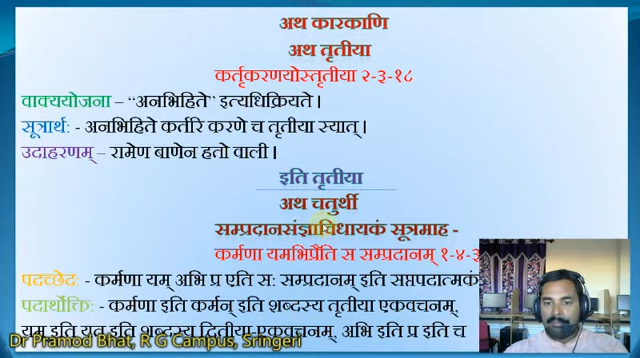 अथ कारकाणि
अथ तृतीया
कर्तृकरणयोस्तृतीया २-३-१८
वाक्ययोजना – “अनभिहिते” इत्यधिक्रियते ।
सूत्रार्थ: - अनभिहिते कर्तरि करणे च तृतीया स्यात् ।
उदाहरणम् – रामेण बाणेन हतो वाली ।
इति तृतीया
अथ चतुर्थी
सम्प्रदानसंज्ञाविधायकं सूत्रमाह -
कर्मणा यमभिप्रैति स सम्प्रदानम् १-४-३
पदच्छेद: - कर्मणा यम् अभि प्र एति स: सम्प्रदानम् इति सप्तपदात्मकं
पदार्थोक्ति: - कर्मणा इति कर्मन् इति शब्दस्य तृतीया एकवचनम्,
यम् इति यत् इति शब्दस्य द्वितीया एकवचनम्, अभि इति प्र इति च
Dr Pramod Bhat, R G Campus, Sringeri